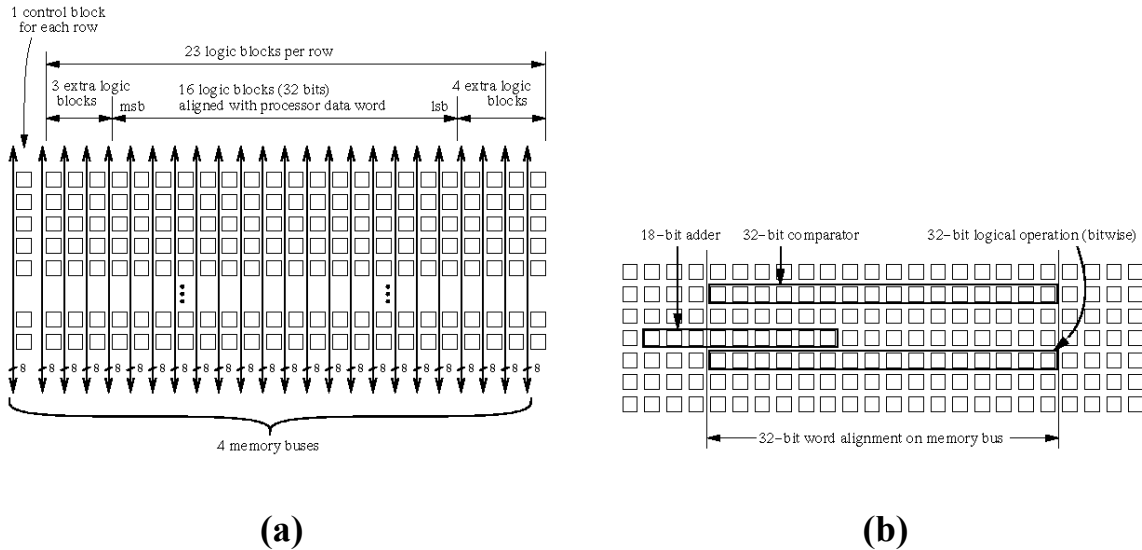 1 control block
for each row
23 logic blocks per row
3 extra logic
blocks
16 logic blocks (32 bits)
aligned with processor data word
4 extra logic
blocks
msb
lsb
8 8 8 8 8 8 8 8 8 8 8 8 8 8 8 8 8 8 8 8 8 8 8 8
4 memory buses
(a)
18-bit adder
32-bit comparator
32-bit logical operation (bitwise)
32-bit word alignment on memory bus
(b)